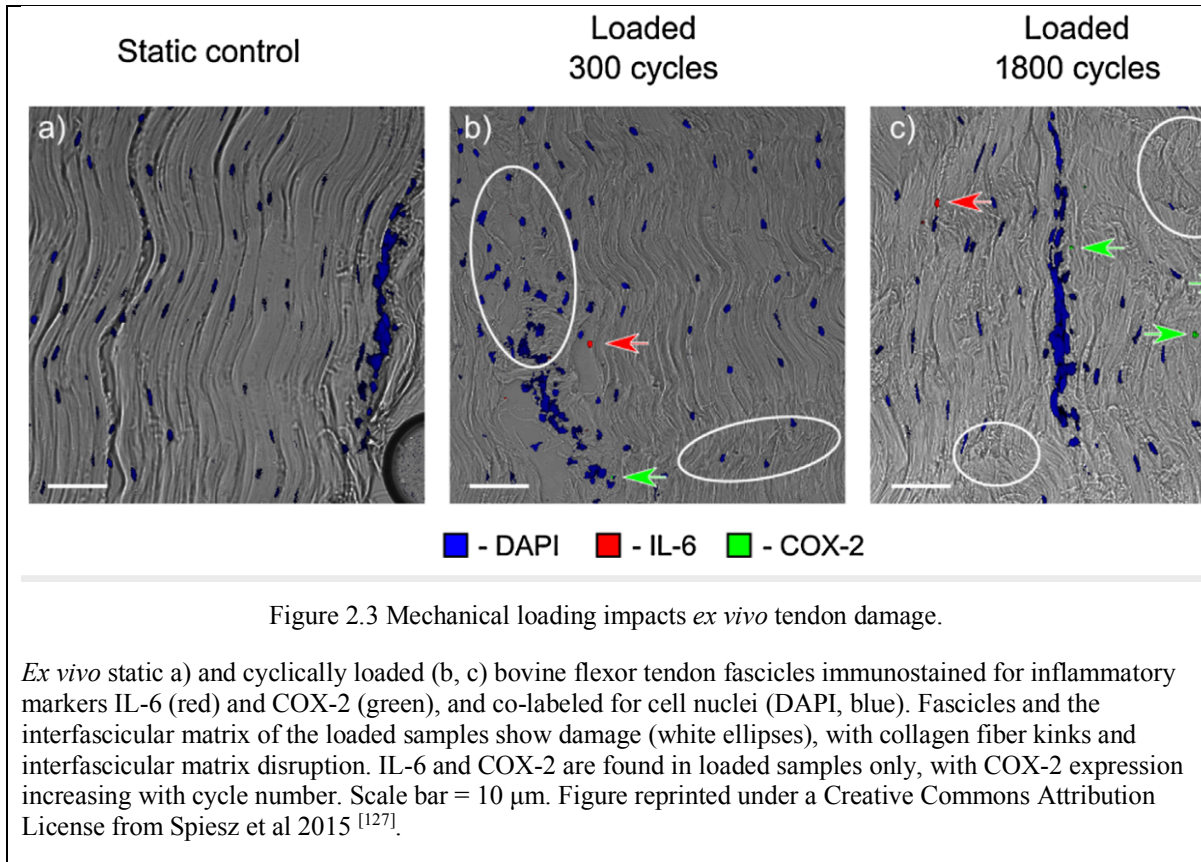 Static control
Loaded
300 cycles
Loaded
1800 cycles
a)
b)
c)
- DAPI - IL-6 - COX-2
Figure 2.3 Mechanical loading impacts ex vivo tendon damage.
Ex vivo static a) and cyclically loaded (b, c) bovine flexor tendon fascicles immunostained for inflammatory
markers IL-6 (red) and COX-2 (green), and co-labeled for cell nuclei (DAPI, blue). Fascicles and the
interfascicular matrix of the loaded samples show damage (white ellipses), with collagen fiber kinks and
interfascicular matrix disruption. IL-6 and COX-2 are found in loaded samples only, with COX-2 expression
increasing with cycle number. Scale bar = 10 μm. Figure reprinted under a Creative Commons Attribution
License from Spiesz et al 2015 [127].